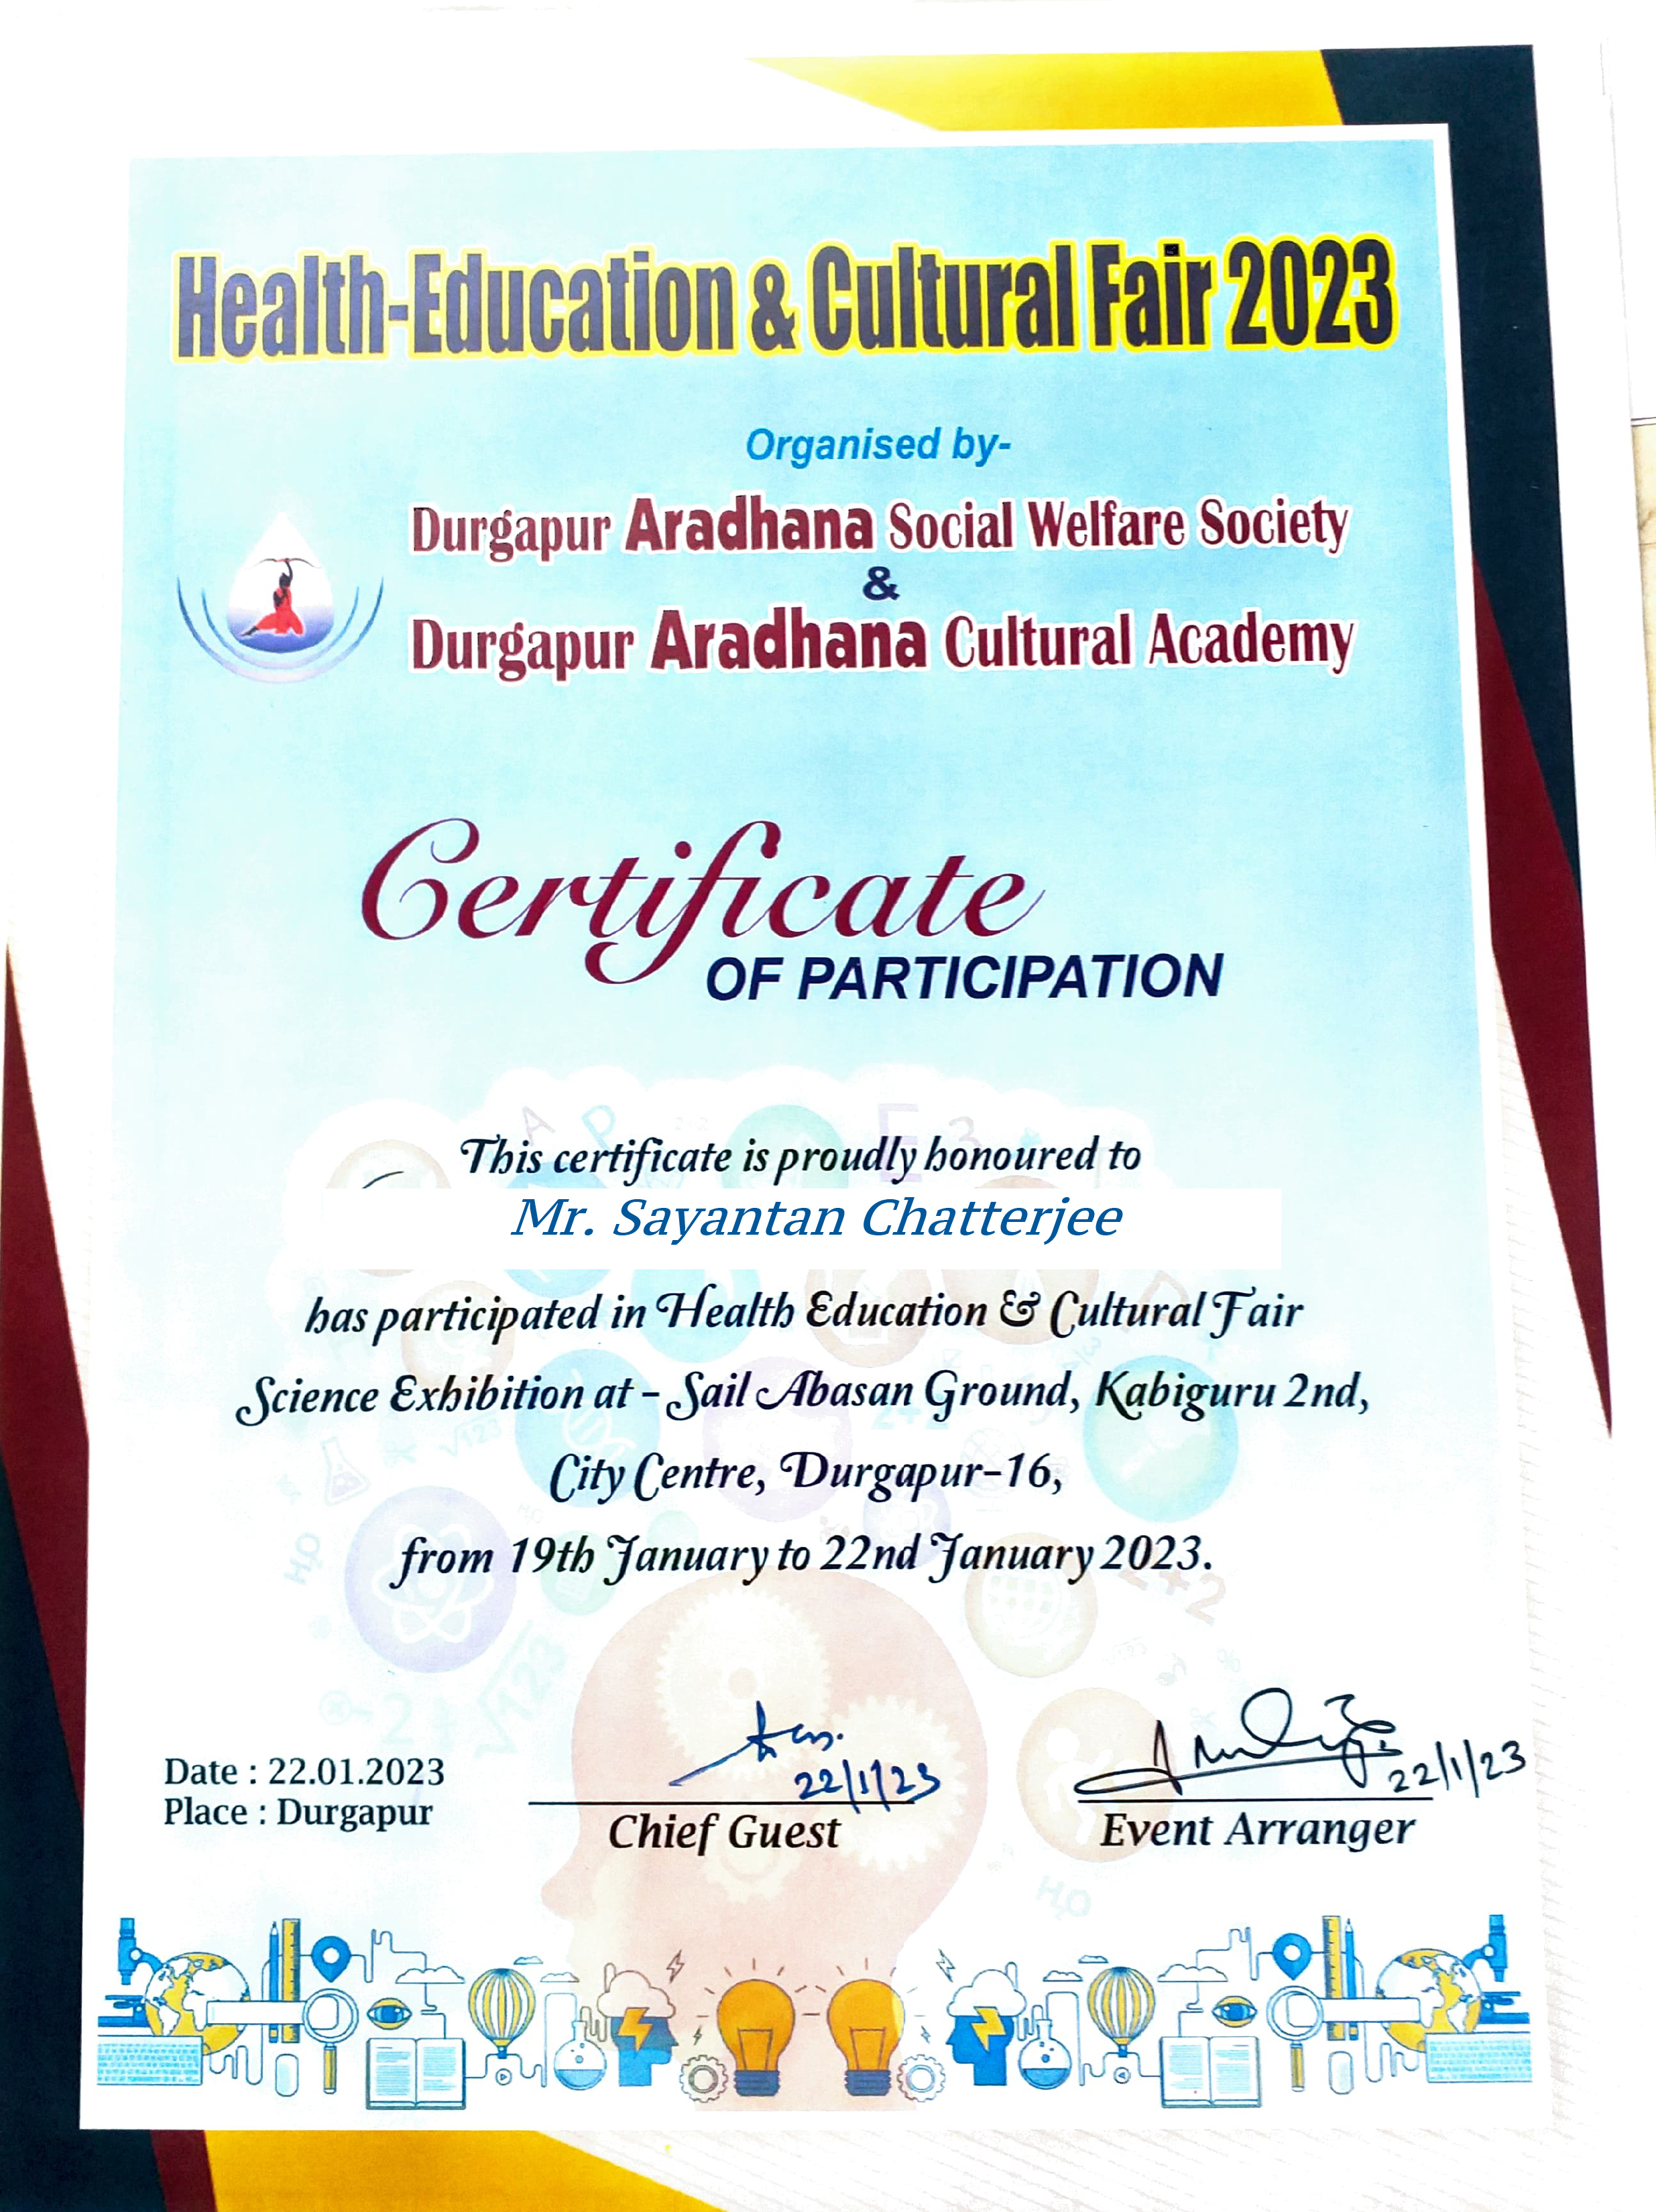 Health-Education & Cultural Fair 2023
Organised by-
Durgapur Aradhana Social Welfare Society
&
Durgapur Aradhana Cultural Academy
Certificate
OF PARTICIPATION
This certificate is proudly honoured to
Mr. Sayantan Chatterjee
has participated in Health Education & Cultural Fair
Science Exhibition at - Sail Abasan Ground, Kabiguru 2nd,
City Centre, Durgapur-16,
from 19th January to 22nd January 2023.
Date : 22.01.2023
Place : Durgapur
22/1/23
Chief Guest
22/1/23
Event Arranger